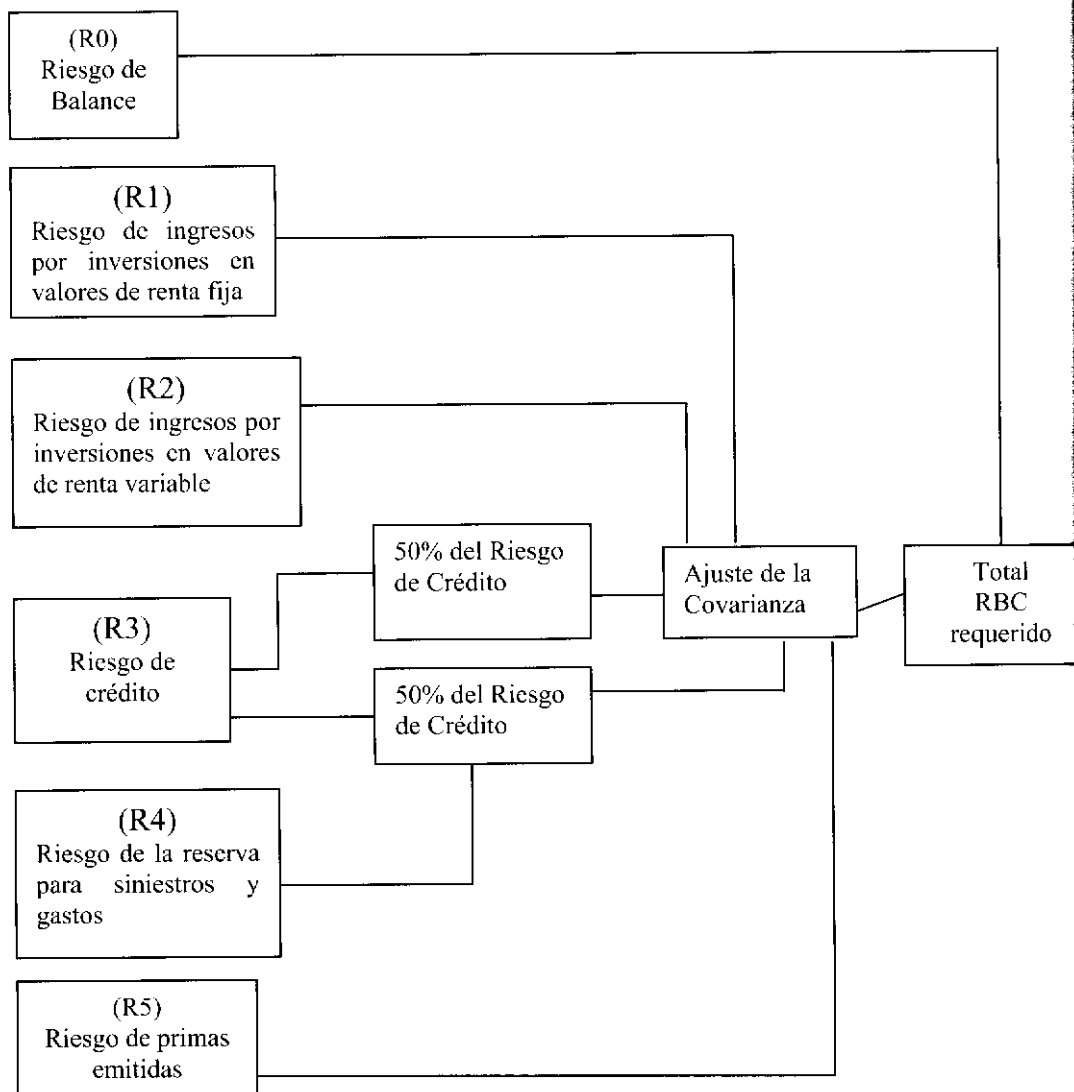 (R0)
Riesgo de
Balance
(R1)
Riesgo de ingresos
por inversiones en
valores de renta fija
(R2)
Riesgo de ingresos por
inversiones en valores
de renta variable
(R3)
Riesgo de
crédito
50% del Riesgo
de Crédito
50% del Riesgo
de Crédito
Ajuste de la
Covarianza
Total
RBC
requerido
(R4)
Riesgo de la reserva
para siniestros y
gastos
(R5)
Riesgo de primas
emitidas